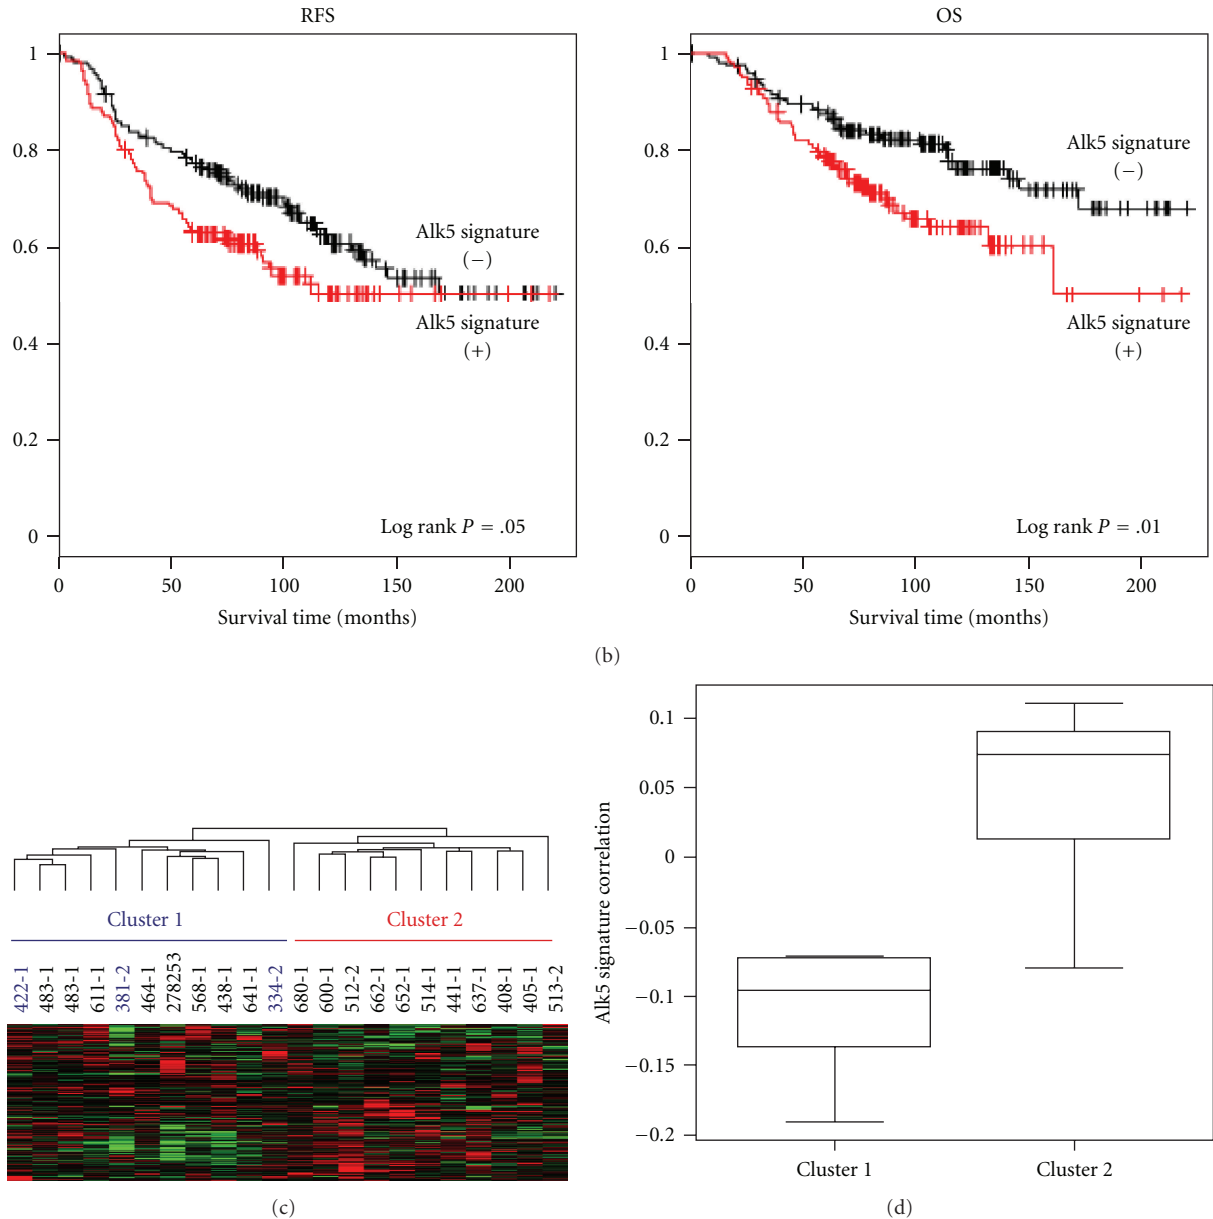 RFS
1
0.8
0.6
0.4
0.2
0
Alk5 signature
(−)
Alk5 signature
(+)
Log rank P = .05
0 50 100 150 200
Survival time (months)
OS
Alk5 signature
(−)
Alk5 signature
(+)
Log rank P = .01
1
0.8
0.6
0.4
0.2
0
0 50 100 150 200
Survival time (months)
(b)
Cluster 1 Cluster 2
422-1
483-1
483-1
611-1
381-2
464-1
278253
568-1
438-1
641-1
334-2
680-1
600-1
512-2
662-1
652-1
514-1
441-1
637-1
408-1
405-1
513-2
(c)
Alk5 signature correlation
0.1
0.05
0
−0.05
−0.1
−0.15
−0.2
Cluster 1 Cluster 2
(d)